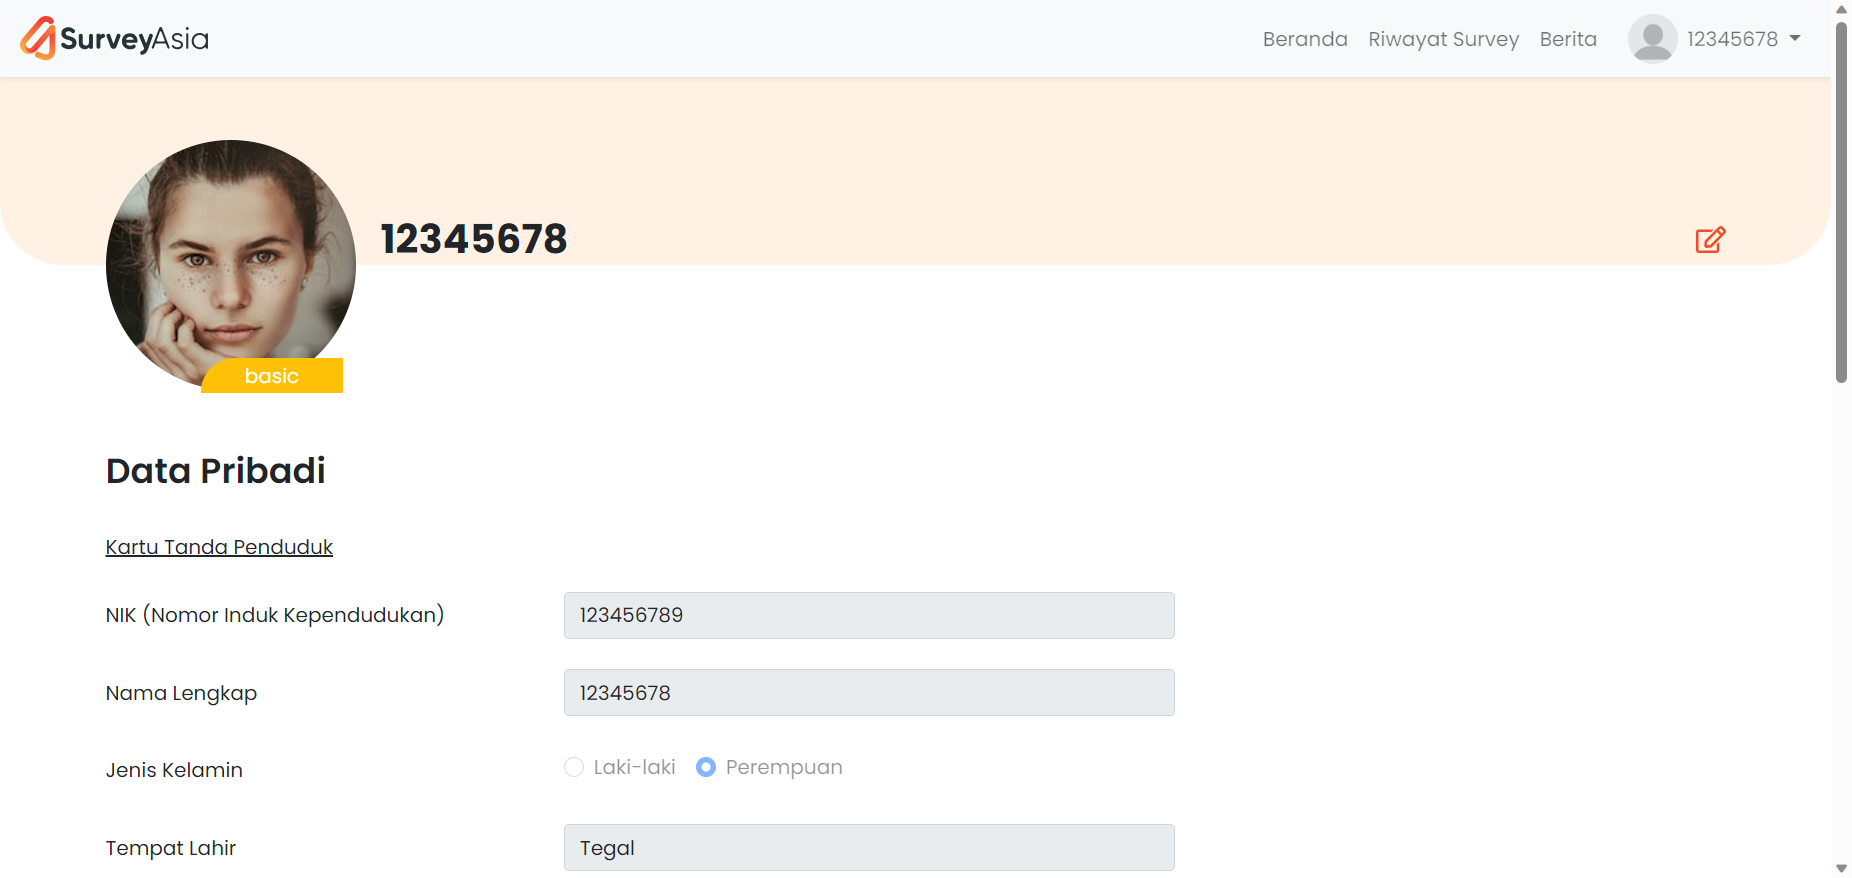 SurveyAsia
Beranda Riwayat Survey Berita 12345678
12345678
basic
Data Pribadi
Kartu Tanda Penduduk
NIK (Nomor Induk Kependudukan) 123456789
Nama Lengkap 12345678
Jenis Kelamin Laki-laki Perempuan
Tempat Lahir Tegal